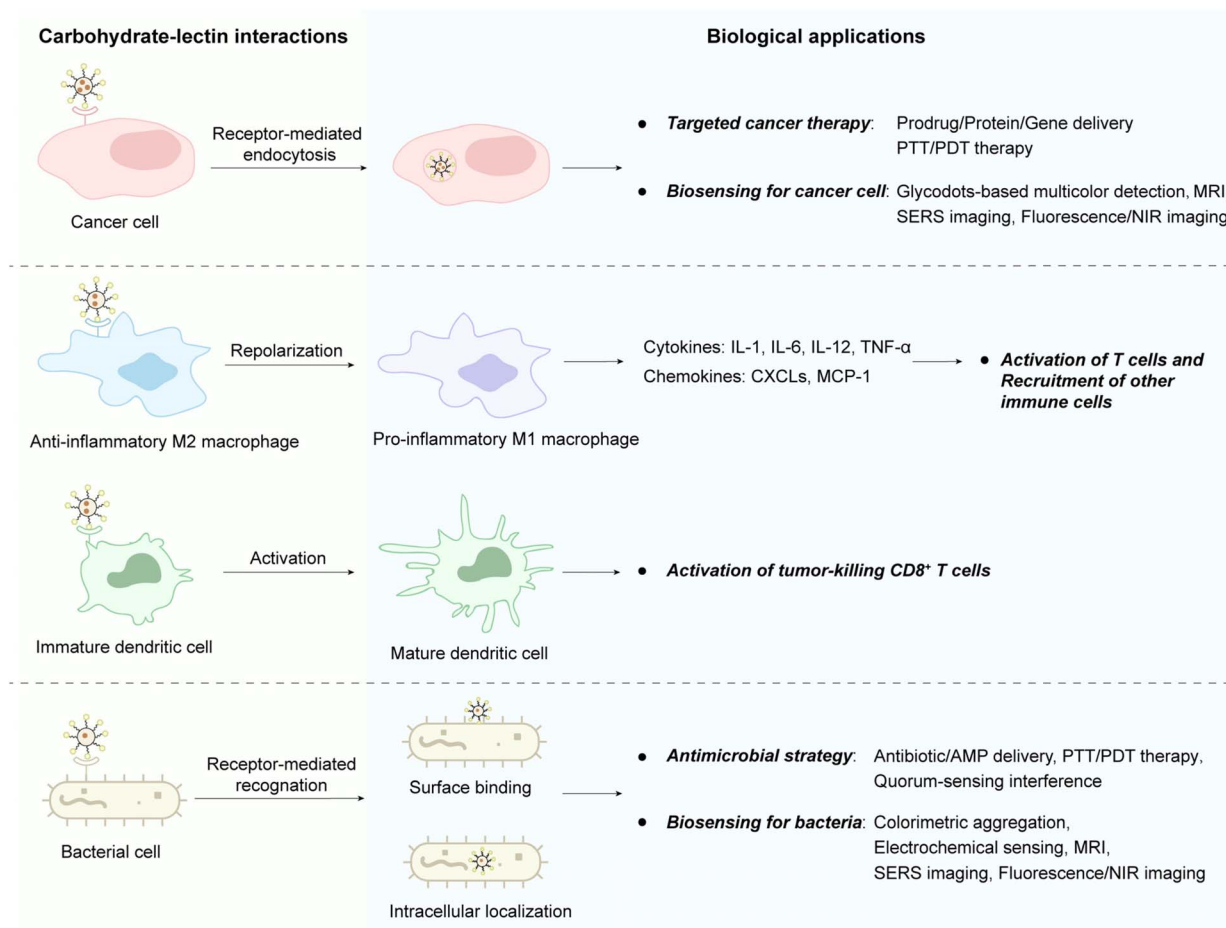 Carbohydrate-lectin interactions
Biological applications
Receptor-mediated
endocytosis
Cancer cell
● Targeted cancer therapy: Prodrug/Protein/Gene delivery
PTT/PDT therapy
● Biosensing for cancer cell: Glycodots-based multicolor detection, MRI
SERS imaging, Fluorescence/NIR imaging
Repolarization
Anti-inflammatory M2 macrophage
Pro-inflammatory M1 macrophage
Cytokines: IL-1, IL-6, IL-12, TNF-α
Chemokines: CXCLs, MCP-1
● Activation of T cells and
Recruitment of other
immune cells
Activation
Immature dendritic cell
Mature dendritic cell
● Activation of tumor-killing CD8⁺ T cells
Receptor-mediated
recognation
Bacterial cell
Surface binding
Intracellular localization
● Antimicrobial strategy: Antibiotic/AMP delivery, PTT/PDT therapy,
Quorum-sensing interference
● Biosensing for bacteria: Colorimetric aggregation,
Electrochemical sensing, MRI,
SERS imaging, Fluorescence/NIR imaging